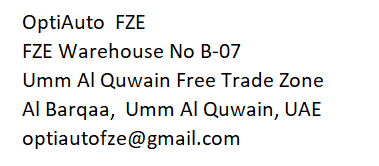 OptiAuto  FZE
FZE Warehouse No B-07
Umm Al Quwain Free Trade Zone
Al Barqaa,  Umm Al Quwain, UAE
optiautofze@gmail.com